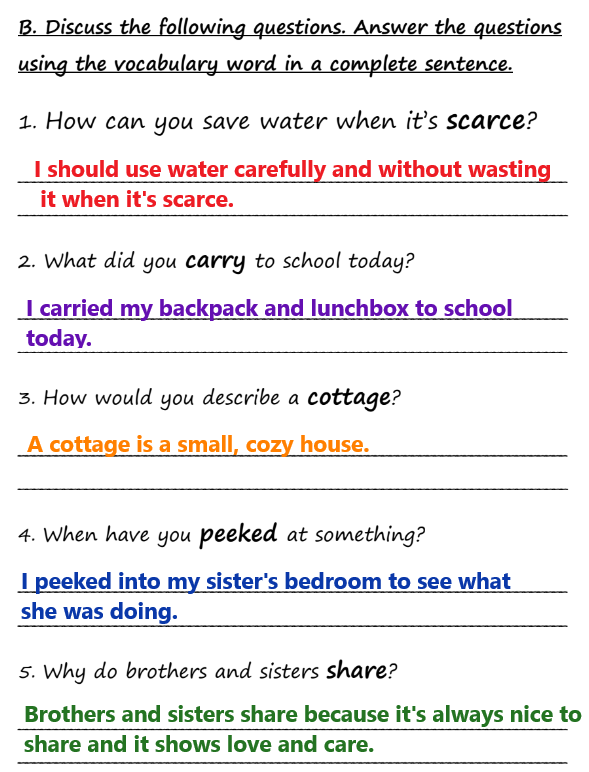 B. Discuss the following questions. Answer the questions
using the vocabulary word in a complete sentence.
1. How can you save water when it's scarce?
I should use water carefully and without wasting
it when it's scarce.
2. What did you carry to school today?
I carried my backpack and lunchbox to school
today.
3. How would you describe a cottage?
A cottage is a small, cozy house.
4. When have you peeked at something?
I peeked into my sister's bedroom to see what
she was doing.
5. Why do brothers and sisters share?
Brothers and sisters share because it's always nice to
share and it shows love and care.